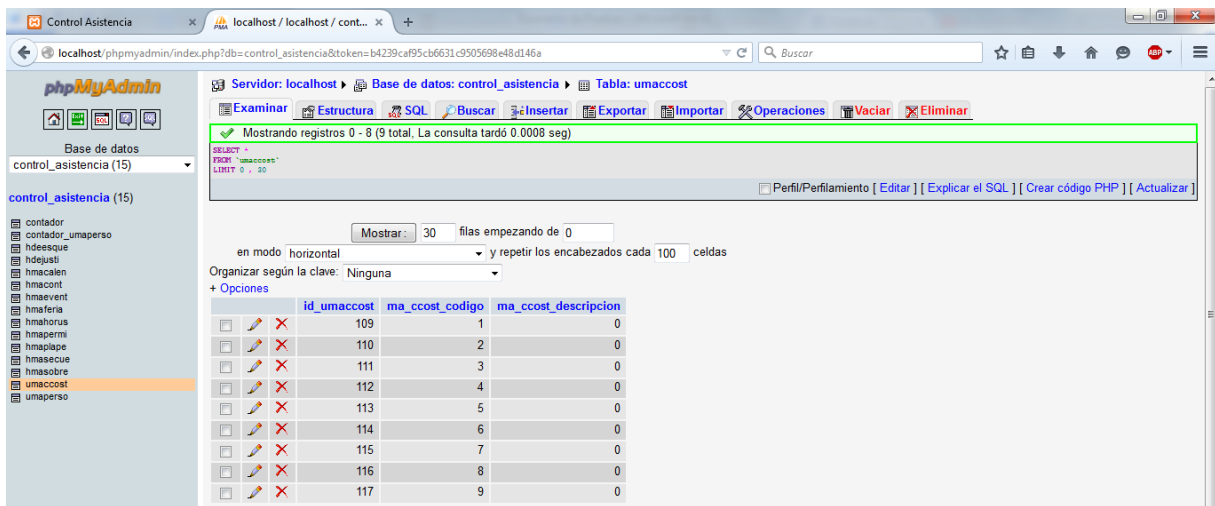 Control Asistencia
localhost / localhost / cont...
localhost/phpmyadmin/index.php?db=control_asistencia&token=b4239caf95cb6631c9505698e48d146a
Buscar
ABP
phpMyAdmin
Base de datos
control_asistencia (15)
control_asistencia (15)
contador
contador_umaperso
hdeesque
hdejusti
hmacalen
hmacont
hmaevent
hmaferia
hmahorus
hmapermi
hmaplape
hmasecue
hmasobre
umaccost
umaperso
Servidor: localhost Base de datos: control_asistencia Tabla: umaccost
Examinar Estructura SQL Buscar Insertar Exportar Importar Operaciones Vaciar Eliminar
Mostrando registros 0 - 8 (9 total, La consulta tardó 0.0008 seg)
SELECT *
FROM `umaccost`
LIMIT 0 , 30
Perfil/Perfilamiento [ Editar ] [ Explicar el SQL ] [ Crear código PHP ] [ Actualizar ]
Mostrar : 30 filas empezando de 0
en modo horizontal y repetir los encabezados cada 100 celdas
Organizar según la clave: Ninguna
+ Opciones
id_umaccost ma_ccost_codigo ma_ccost_descripcion
109 1 0
110 2 0
111 3 0
112 4 0
113 5 0
114 6 0
115 7 0
116 8 0
117 9 0